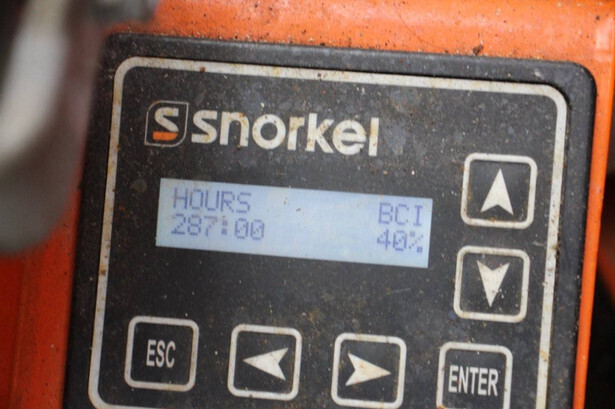 snorkel
HOURS BCI
287:00 40%
ESC
ENTER